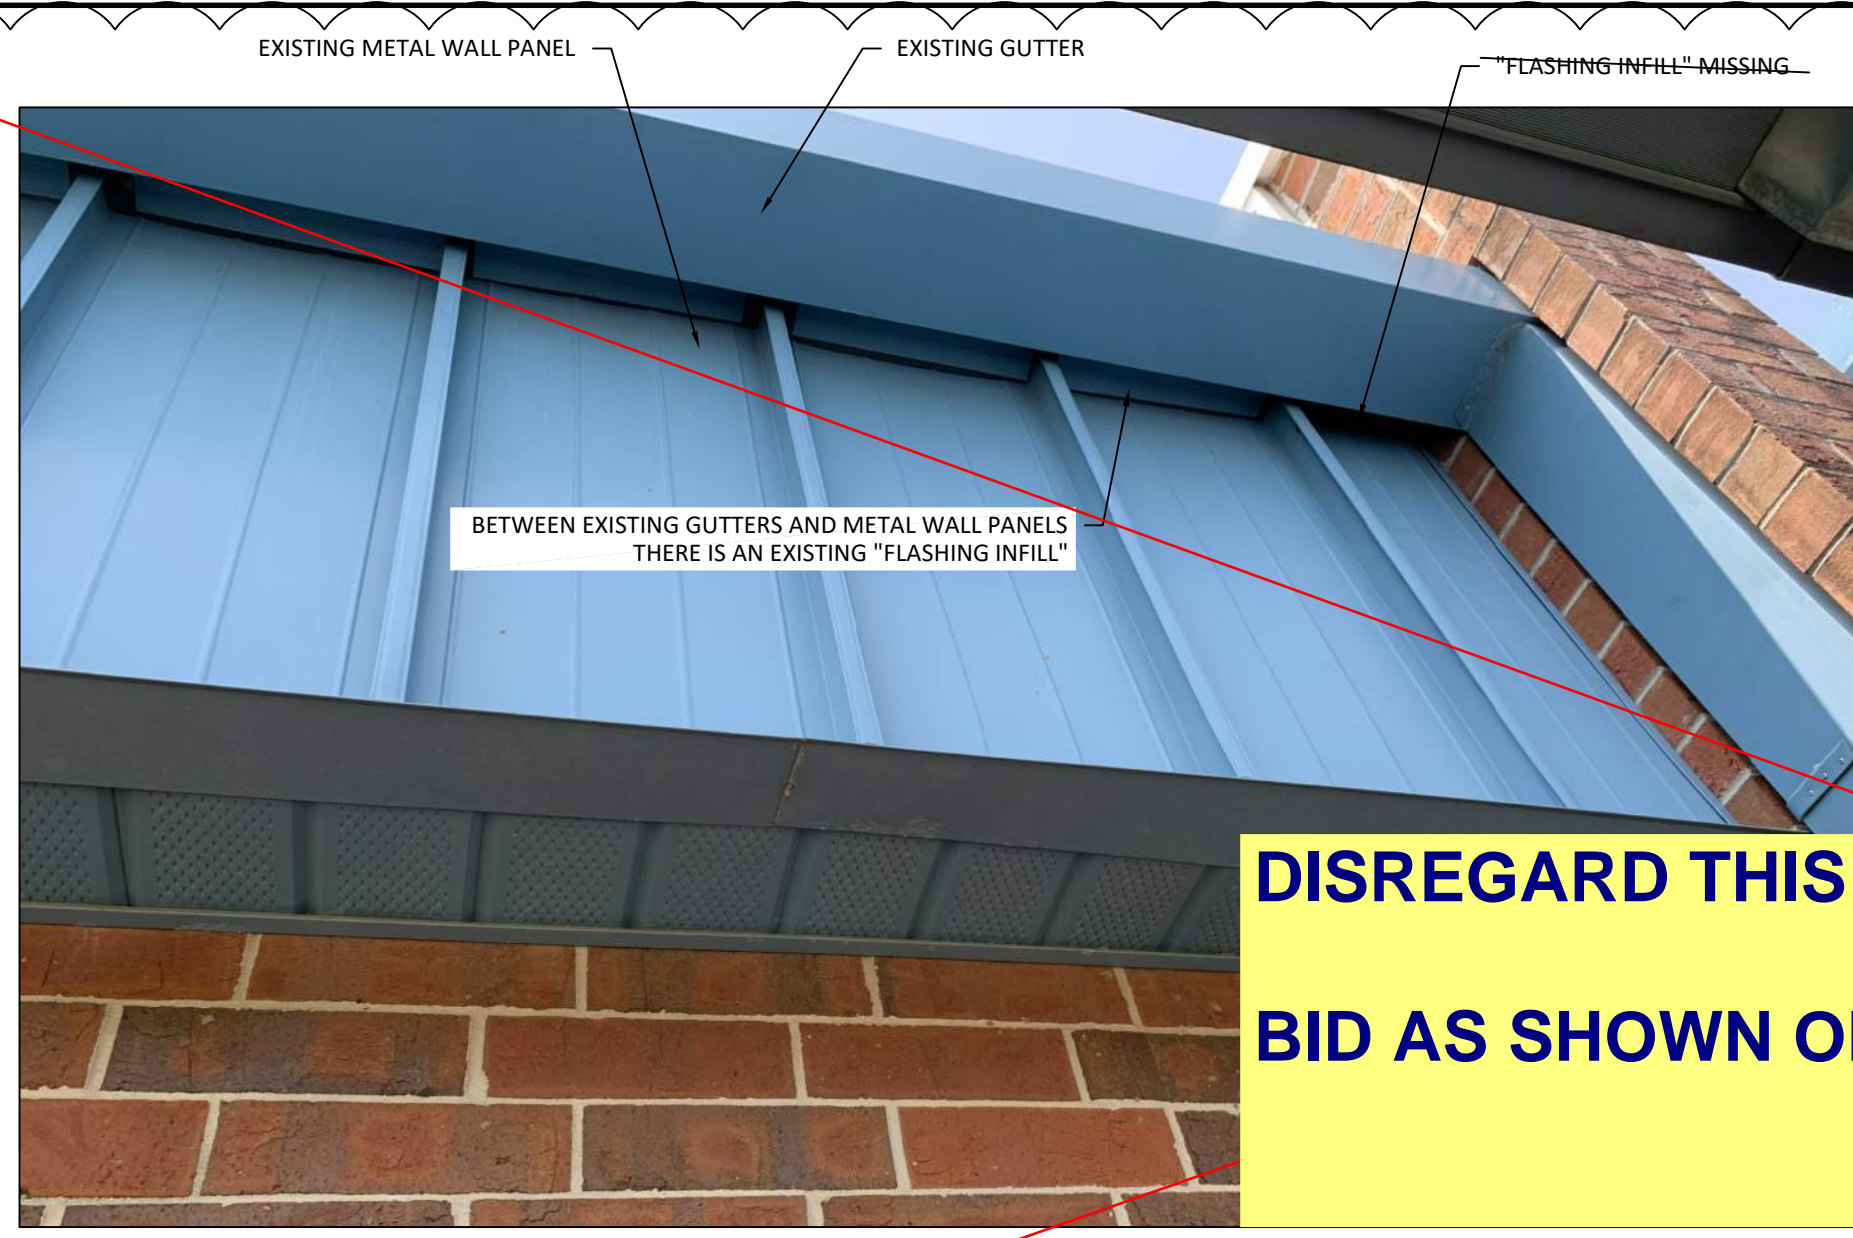 EXISTING METAL WALL PANEL
EXISTING GUTTER
"FLASHING INFILL" MISSING
BETWEEN EXISTING GUTTERS AND METAL WALL PANELS
THERE IS AN EXISTING "FLASHING INFILL"
DISREGARD THIS
BID AS SHOWN